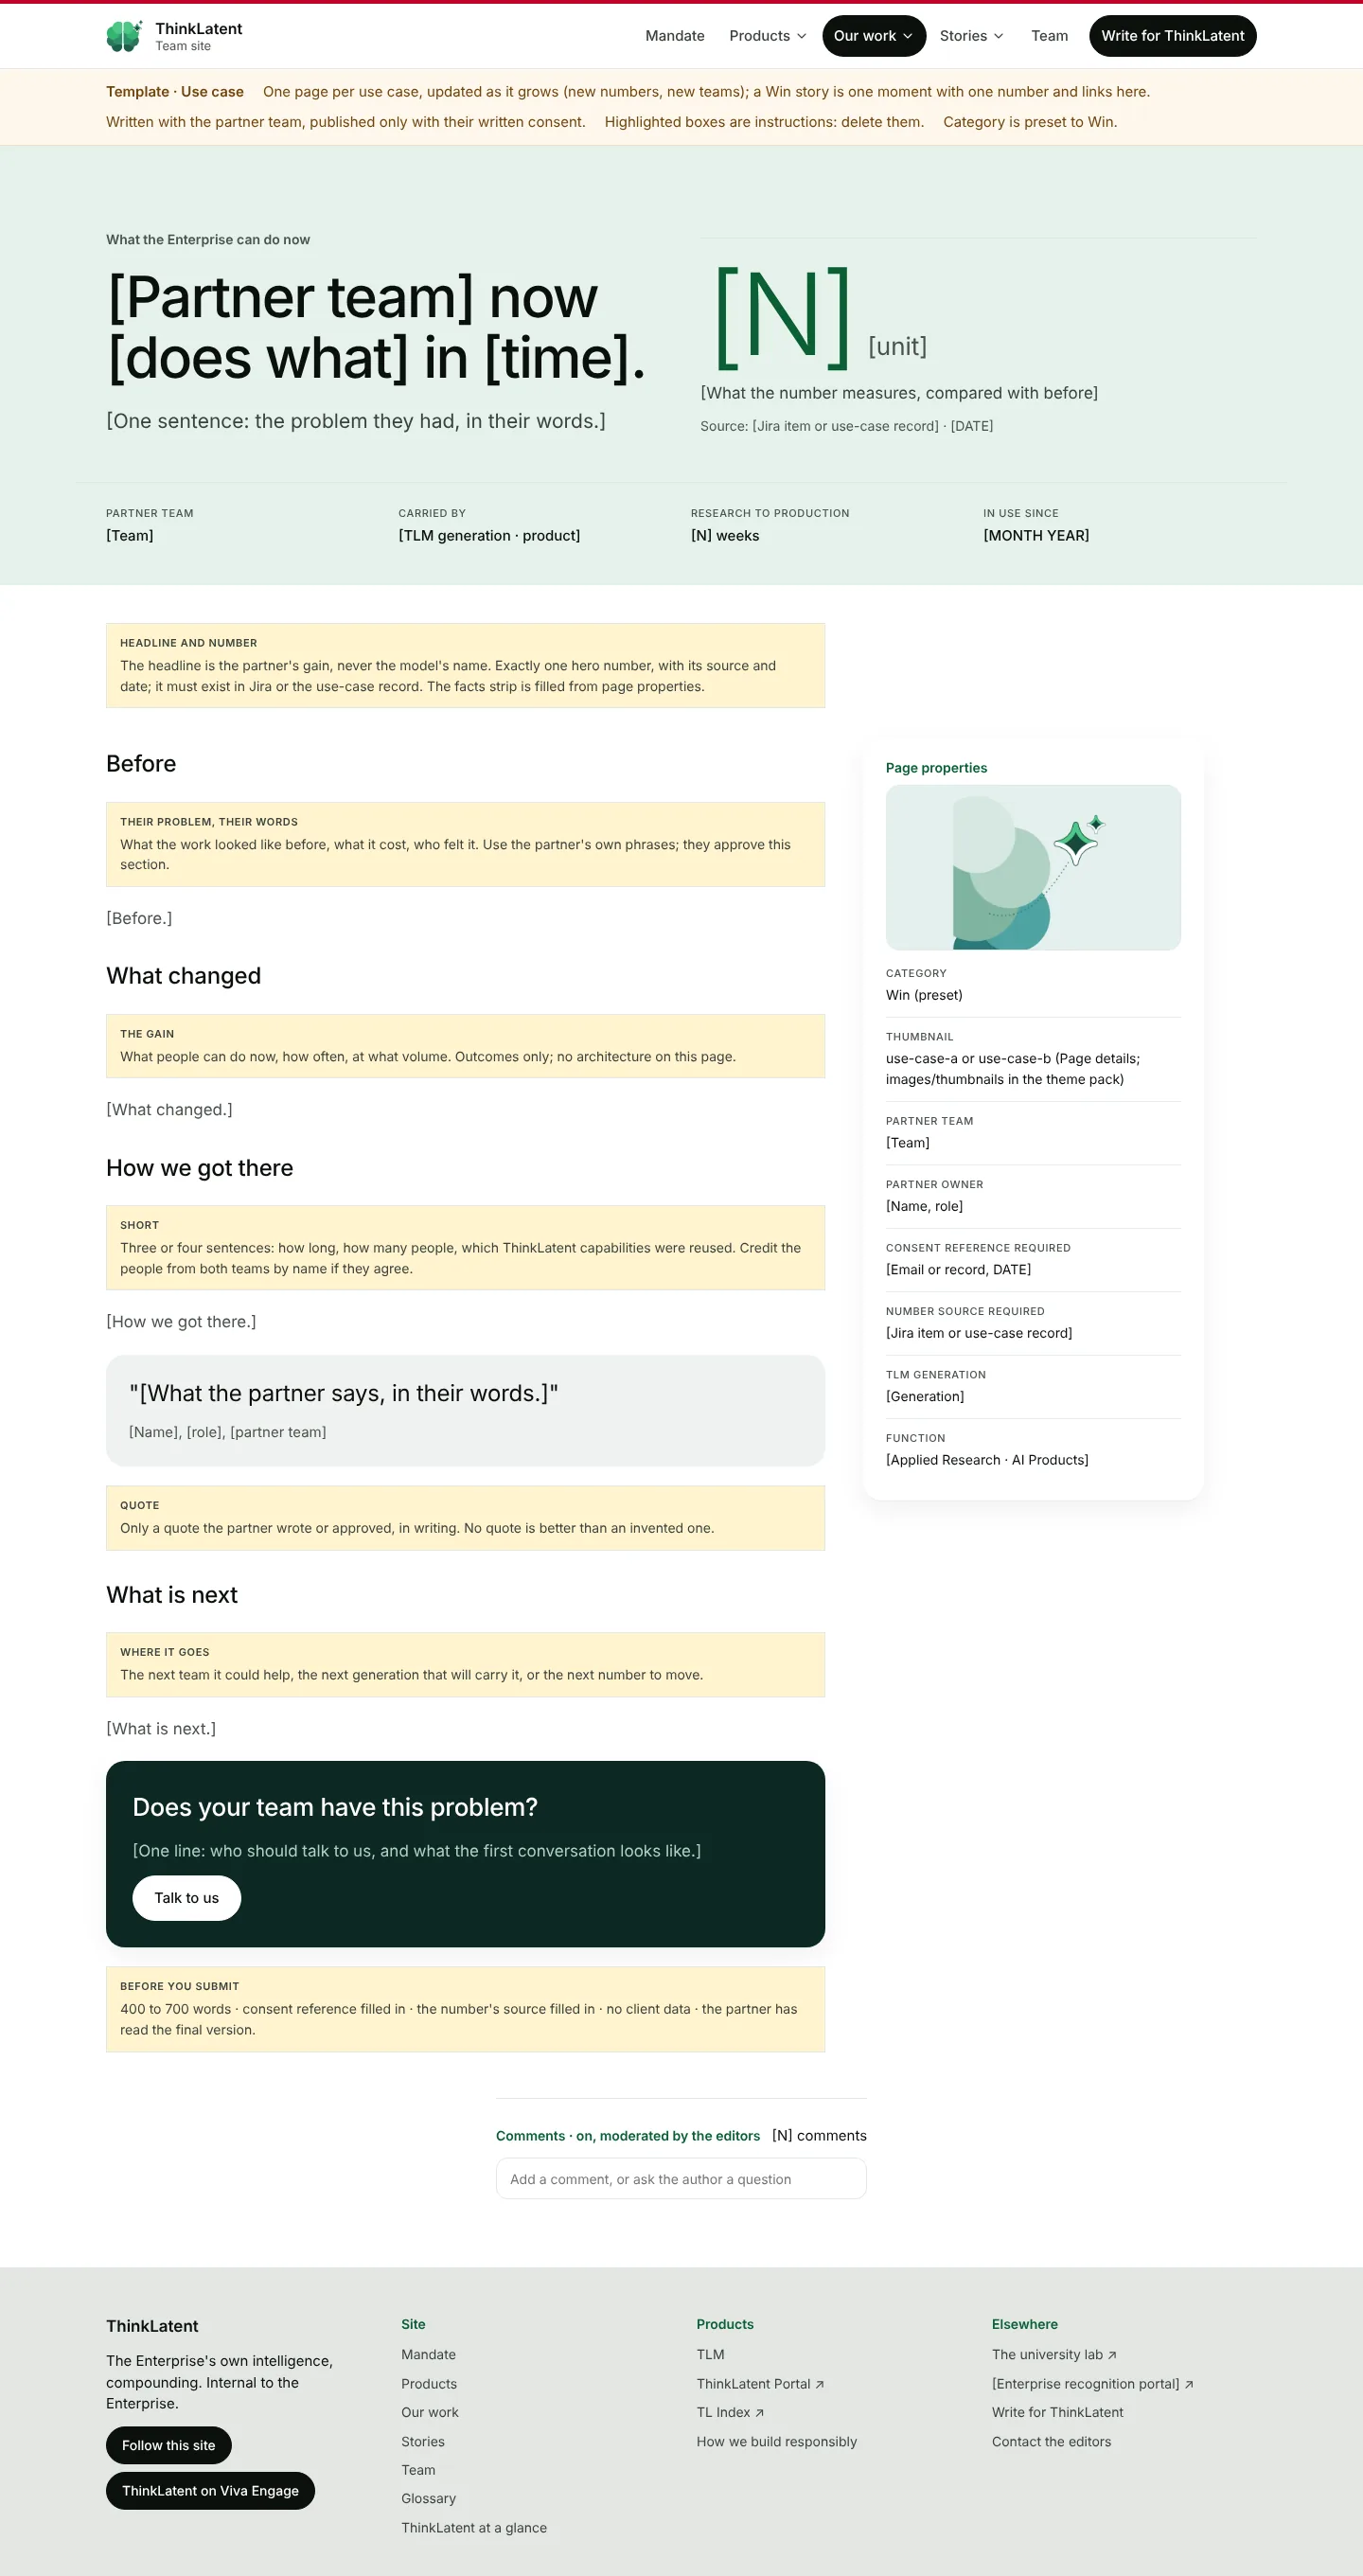 ThinkLatent
Team site
Mandate
Products
Our work
Stories
Team
Write for ThinkLatent
Template · Use case
One page per use case, updated as it grows (new numbers, new teams); a Win story is one moment with one number and links here.
Written with the partner team, published only with their written consent.
Highlighted boxes are instructions: delete them.
Category is preset to Win.
What the Enterprise can do now
[Partner team] now
[does what] in [time].
[One sentence: the problem they had, in their words.]
[N] [unit]
[What the number measures, compared with before]
Source: [Jira item or use-case record] · [DATE]
PARTNER TEAM
[Team]
CARRIED BY
[TLM generation · product]
RESEARCH TO PRODUCTION
[N] weeks
IN USE SINCE
[MONTH YEAR]
HEADLINE AND NUMBER
The headline is the partner's gain, never the model's name. Exactly one hero number, with its source and
date; it must exist in Jira or the use-case record. The facts strip is filled from page properties.
Before
THEIR PROBLEM, THEIR WORDS
What the work looked like before, what it cost, who felt it. Use the partner's own phrases; they approve this
section.
[Before.]
What changed
THE GAIN
What people can do now, how often, at what volume. Outcomes only; no architecture on this page.
[What changed.]
How we got there
SHORT
Three or four sentences: how long, how many people, which ThinkLatent capabilities were reused. Credit the
people from both teams by name if they agree.
[How we got there.]
"[What the partner says, in their words.]"
[Name], [role], [partner team]
QUOTE
Only a quote the partner wrote or approved, in writing. No quote is better than an invented one.
What is next
WHERE IT GOES
The next team it could help, the next generation that will carry it, or the next number to move.
[What is next.]
Does your team have this problem?
[One line: who should talk to us, and what the first conversation looks like.]
Talk to us
BEFORE YOU SUBMIT
400 to 700 words · consent reference filled in · the number's source filled in · no client data · the partner has
read the final version.
Page properties
CATEGORY
Win (preset)
THUMBNAIL
use-case-a or use-case-b (Page details;
images/thumbnails in the theme pack)
PARTNER TEAM
[Team]
PARTNER OWNER
[Name, role]
CONSENT REFERENCE REQUIRED
[Email or record, DATE]
NUMBER SOURCE REQUIRED
[Jira item or use-case record]
TLM GENERATION
[Generation]
FUNCTION
[Applied Research · AI Products]
Comments · on, moderated by the editors
[N] comments
Add a comment, or ask the author a question
ThinkLatent
The Enterprise's own intelligence,
compounding. Internal to the
Enterprise.
Follow this site
ThinkLatent on Viva Engage
Site
Mandate
Products
Our work
Stories
Team
Glossary
ThinkLatent at a glance
Products
TLM
ThinkLatent Portal ↗
TL Index ↗
How we build responsibly
Elsewhere
The university lab ↗
[Enterprise recognition portal] ↗
Write for ThinkLatent
Contact the editors